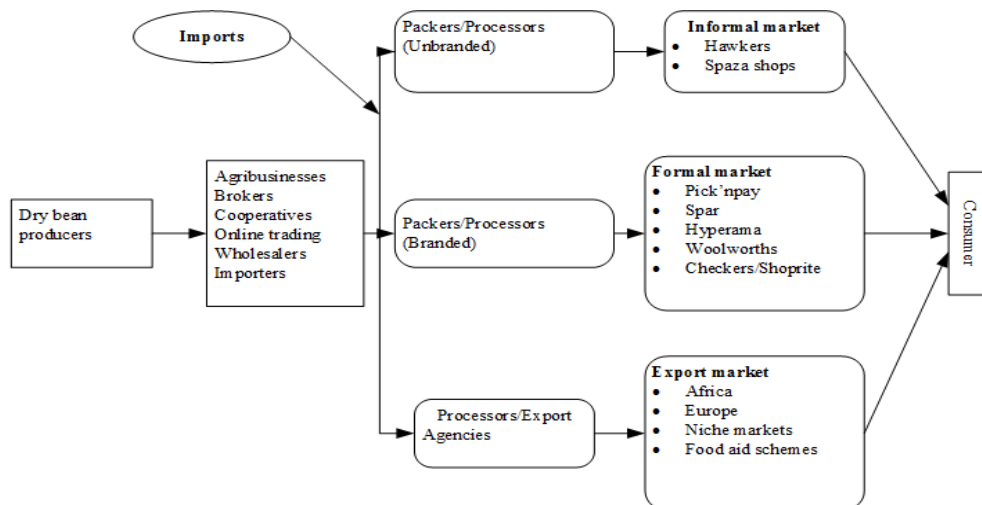 Imports
Packers/Processors
(Unbranded)
Informal market
• Hawkers
• Spaza shops
Dry bean
producers
Agribusinesses
Brokers
Cooperatives
Online trading
Wholesalers
Importers
Packers/Processors
(Branded)
Formal market
• Pick'npay
• Spar
• Hyperama
• Woolworths
• Checkers/Shoprite
Consumer
Processors/Export
Agencies
Export market
• Africa
• Europe
• Niche markets
• Food aid schemes